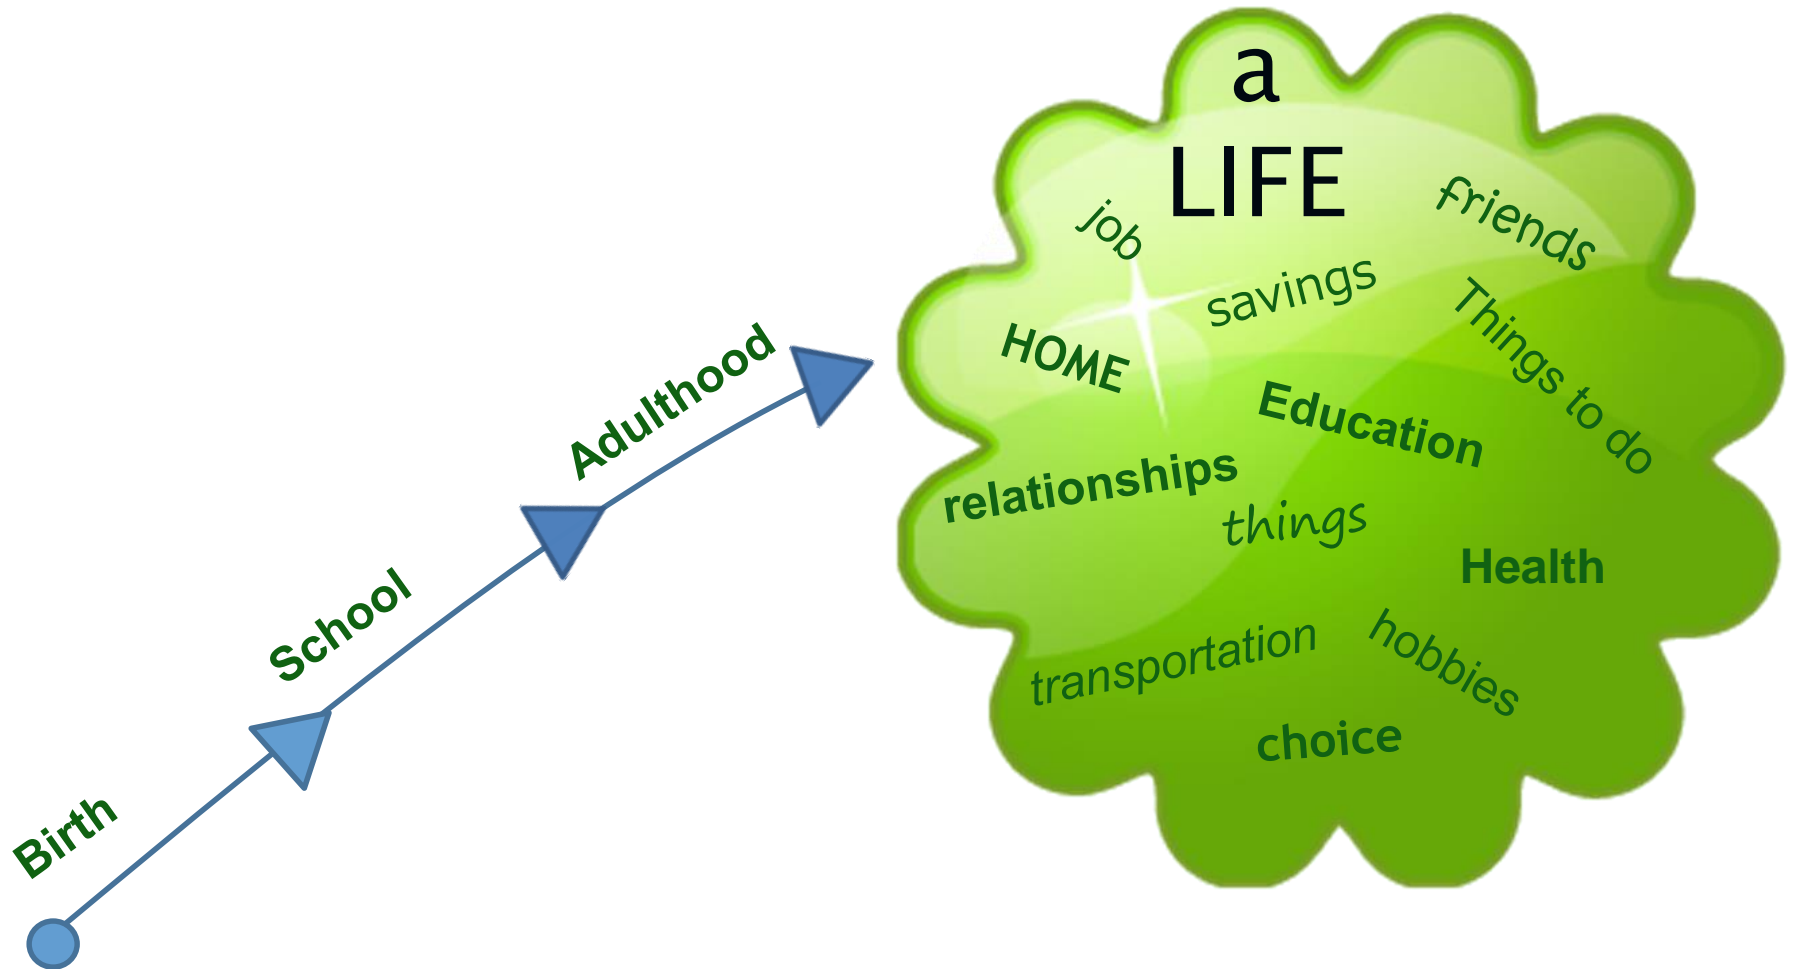 Birth
School
Adulthood
a
LIFE
job
friends
savings
Things to do
HOME
Education
relationships
things
Health
transportation
hobbies
choice